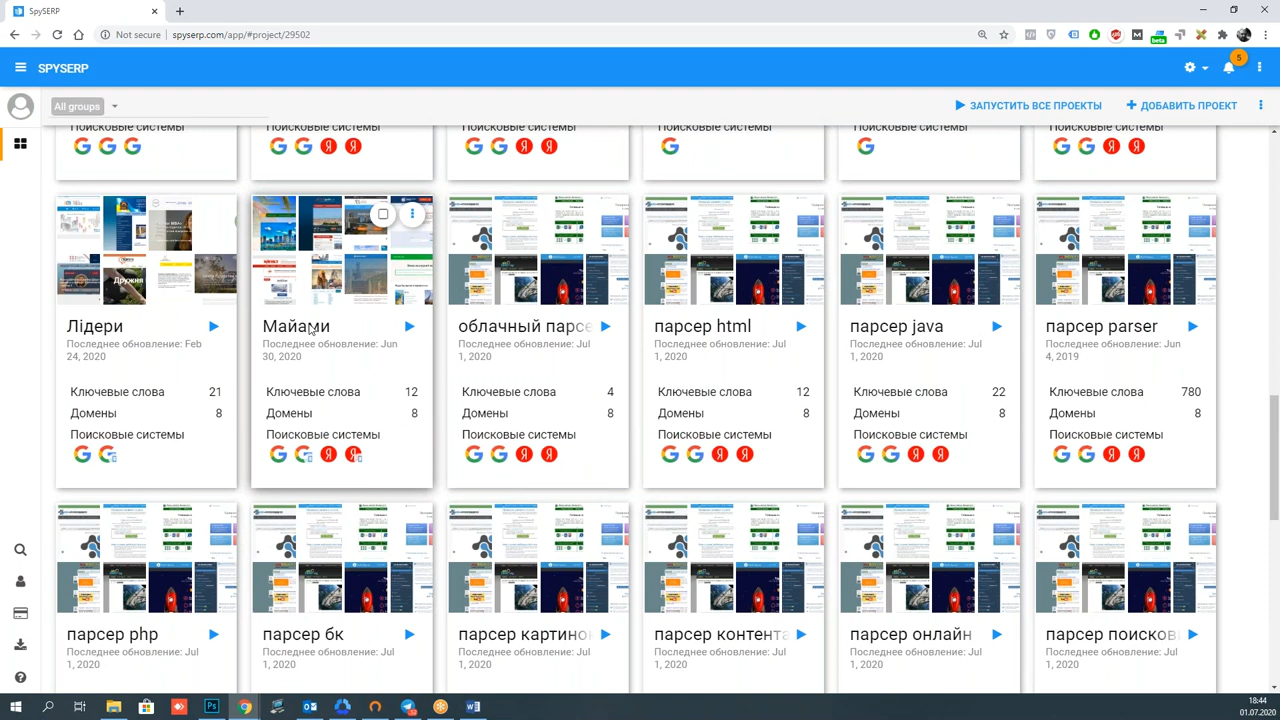 SpySERP
Not secure
spyserp.com/app/#project/29502
beta
SPYSERP
5
All groups
ЗАПУСТИТЬ ВСЕ ПРОЕКТЫ
ДОБАВИТЬ ПРОЕКТ
Поисковые системы Поисковые системы Поисковые системы Поисковые системы Поисковые системы Поисковые системы
Дружия
Лідери
Последнее обновление: Feb
24, 2020
Ключевые слова 21
Домены 8
Поисковые системы
Майами
Последнее обновление: Jun
30, 2020
Ключевые слова 12
Домены 8
Поисковые системы
облачный парсе
Последнее обновление: Jul
1, 2020
Ключевые слова 4
Домены 8
Поисковые системы
парсер html
Последнее обновление: Jul
1, 2020
Ключевые слова 12
Домены 8
Поисковые системы
парсер java
Последнее обновление: Jul
1, 2020
Ключевые слова 22
Домены 8
Поисковые системы
парсер parser
Последнее обновление: Jun
4, 2019
Ключевые слова 780
Домены 8
Поисковые системы
парсер php
Последнее обновление: Jul
1, 2020
парсер бк
Последнее обновление: Jul
1, 2020
парсер картинок
Последнее обновление: Jul
1, 2020
парсер контента
Последнее обновление: Jul
1, 2020
парсер онлайн
Последнее обновление: Jul
1, 2020
парсер поискови
Последнее обновление: Jul
1, 2020
18:44
01.07.2020